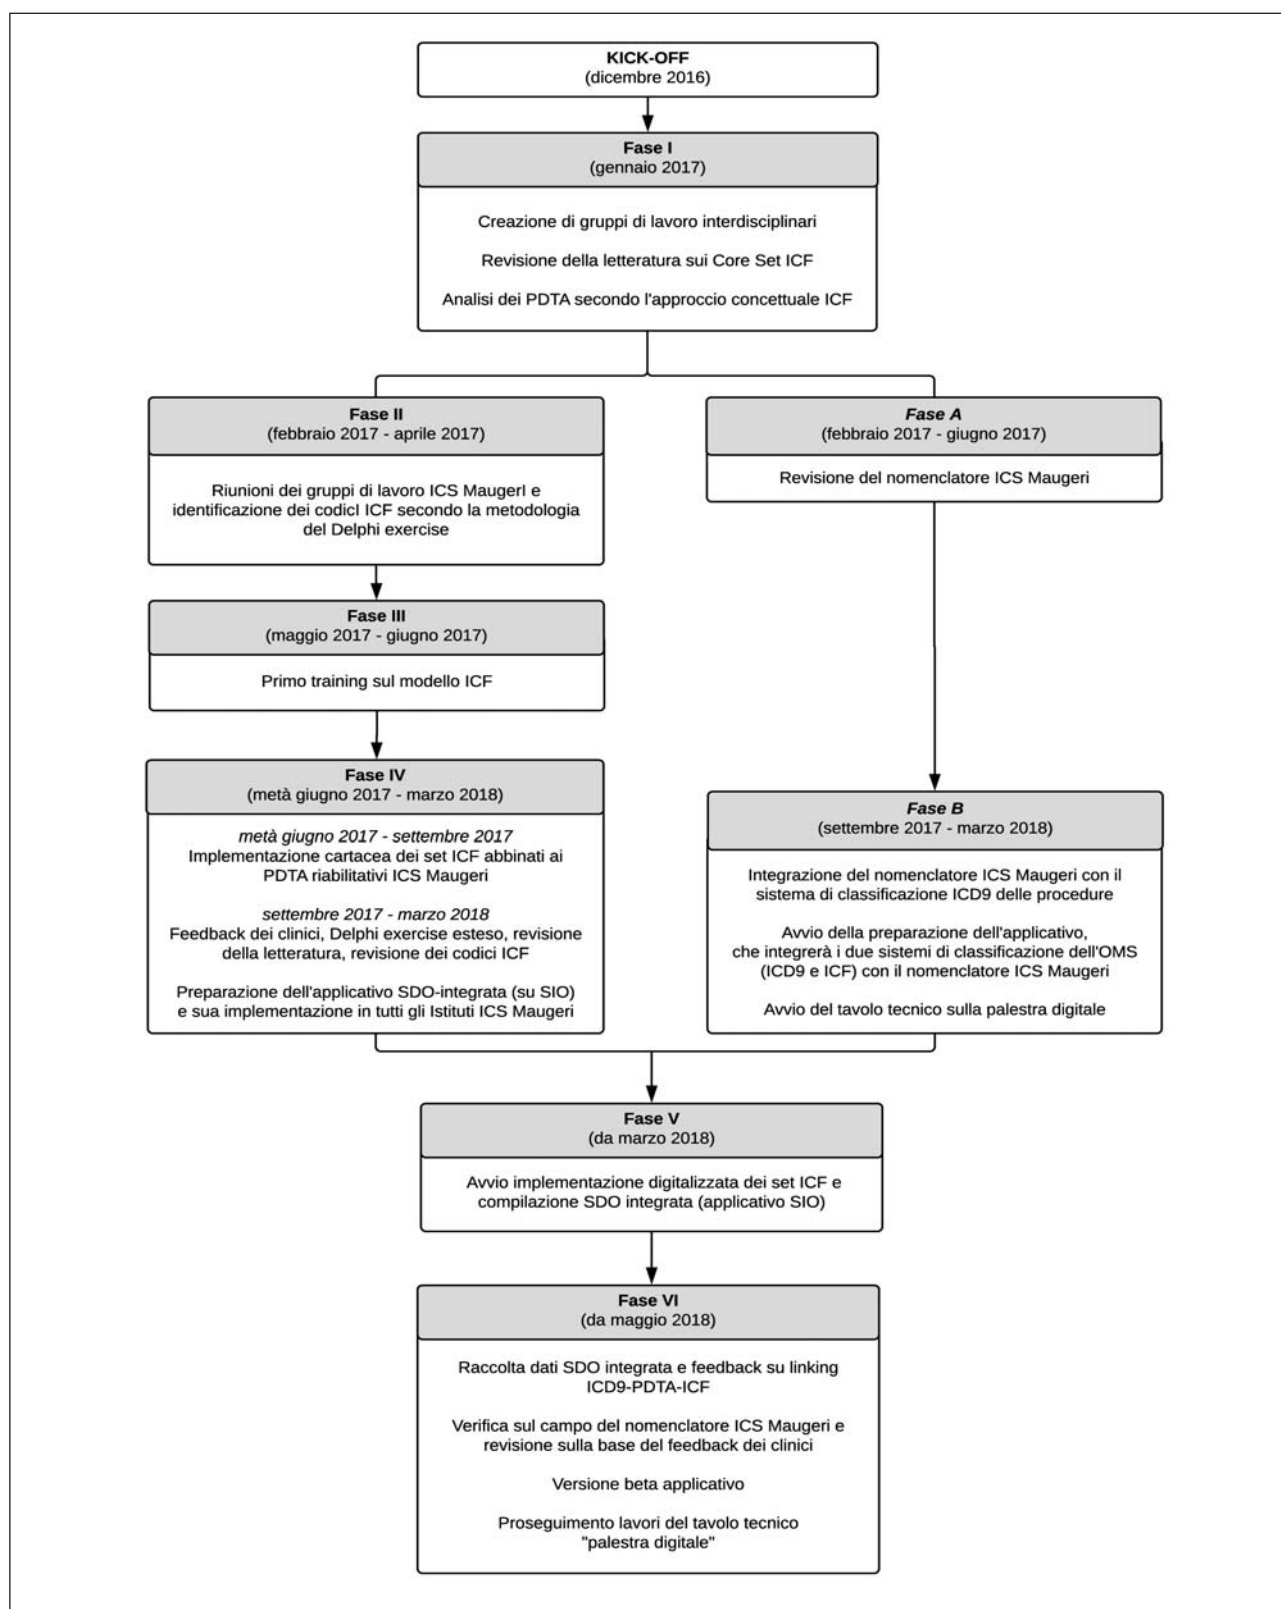 KICK-OFF
(dicembre 2016)
Fase I
(gennaio 2017)
Creazione di gruppi di lavoro interdisciplinari
Revisione della letteratura sui Core Set ICF
Analisi dei PDTA secondo l'approccio concettuale ICF
Fase II
(febbraio 2017 - aprile 2017)
Riunioni dei gruppi di lavoro ICS MaugerI e
identificazione dei codicI ICF secondo la metodologia
del Delphi exercise
Fase III
(maggio 2017 - giugno 2017)
Primo training sul modello ICF
Fase IV
(metà giugno 2017 - marzo 2018)
metà giugno 2017 - settembre 2017
Implementazione cartacea dei set ICF abbinati ai
PDTA riabilitativi ICS Maugeri
settembre 2017 - marzo 2018
Feedback dei clinici, Delphi exercise esteso, revisione
della letteratura, revisione dei codici ICF
Preparazione dell'applicativo SDO-integrata (su SIO)
e sua implementazione in tutti gli Istituti ICS Maugeri
Fase A
(febbraio 2017 - giugno 2017)
Revisione del nomenclatore ICS Maugeri
Fase B
(settembre 2017 - marzo 2018)
Integrazione del nomenclatore ICS Maugeri con il
sistema di classificazione ICD9 delle procedure
Avvio della preparazione dell'applicativo,
che integrerà i due sistemi di classificazione dell'OMS
(ICD9 e ICF) con il nomenclatore ICS Maugeri
Avvio del tavolo tecnico sulla palestra digitale
Fase V
(da marzo 2018)
Avvio implementazione digitalizzata dei set ICF e
compilazione SDO integrata (applicativo SIO)
Fase VI
(da maggio 2018)
Raccolta dati SDO integrata e feedback su linking
ICD9-PDTA-ICF
Verifica sul campo del nomenclatore ICS Maugeri e
revisione sulla base del feedback dei clinici
Versione beta applicativo
Proseguimento lavori del tavolo tecnico
"palestra digitale"